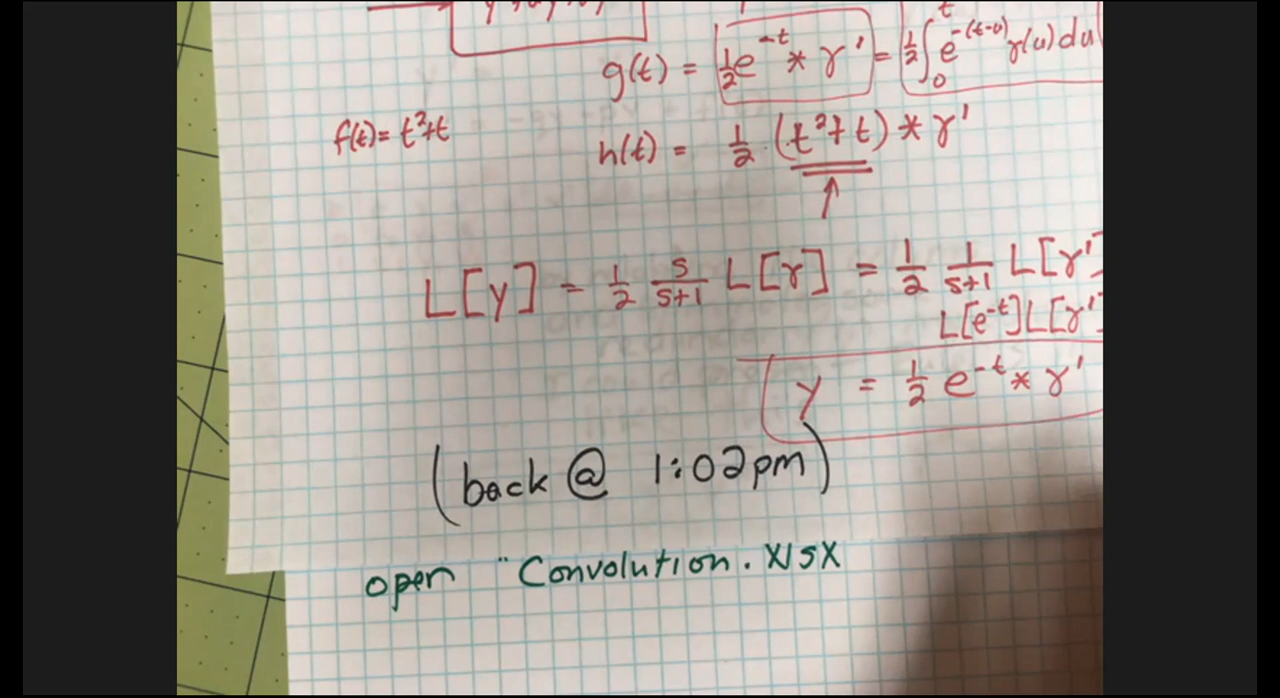 g(t) = ½e^-t * γ' = ½∫₀ᵗ e^-(t-u) γ(u) du
f(t) = t²+t
h(t) = ½ · (t²+t) * γ'
L[y] = ½ s/(s+1) L[γ] = ½ 1/(s+1) L[γ']
L[e^-t]L[γ']
y = ½ e^-t * γ'
(back @ 1:02pm)
open "Convolution.xlsx